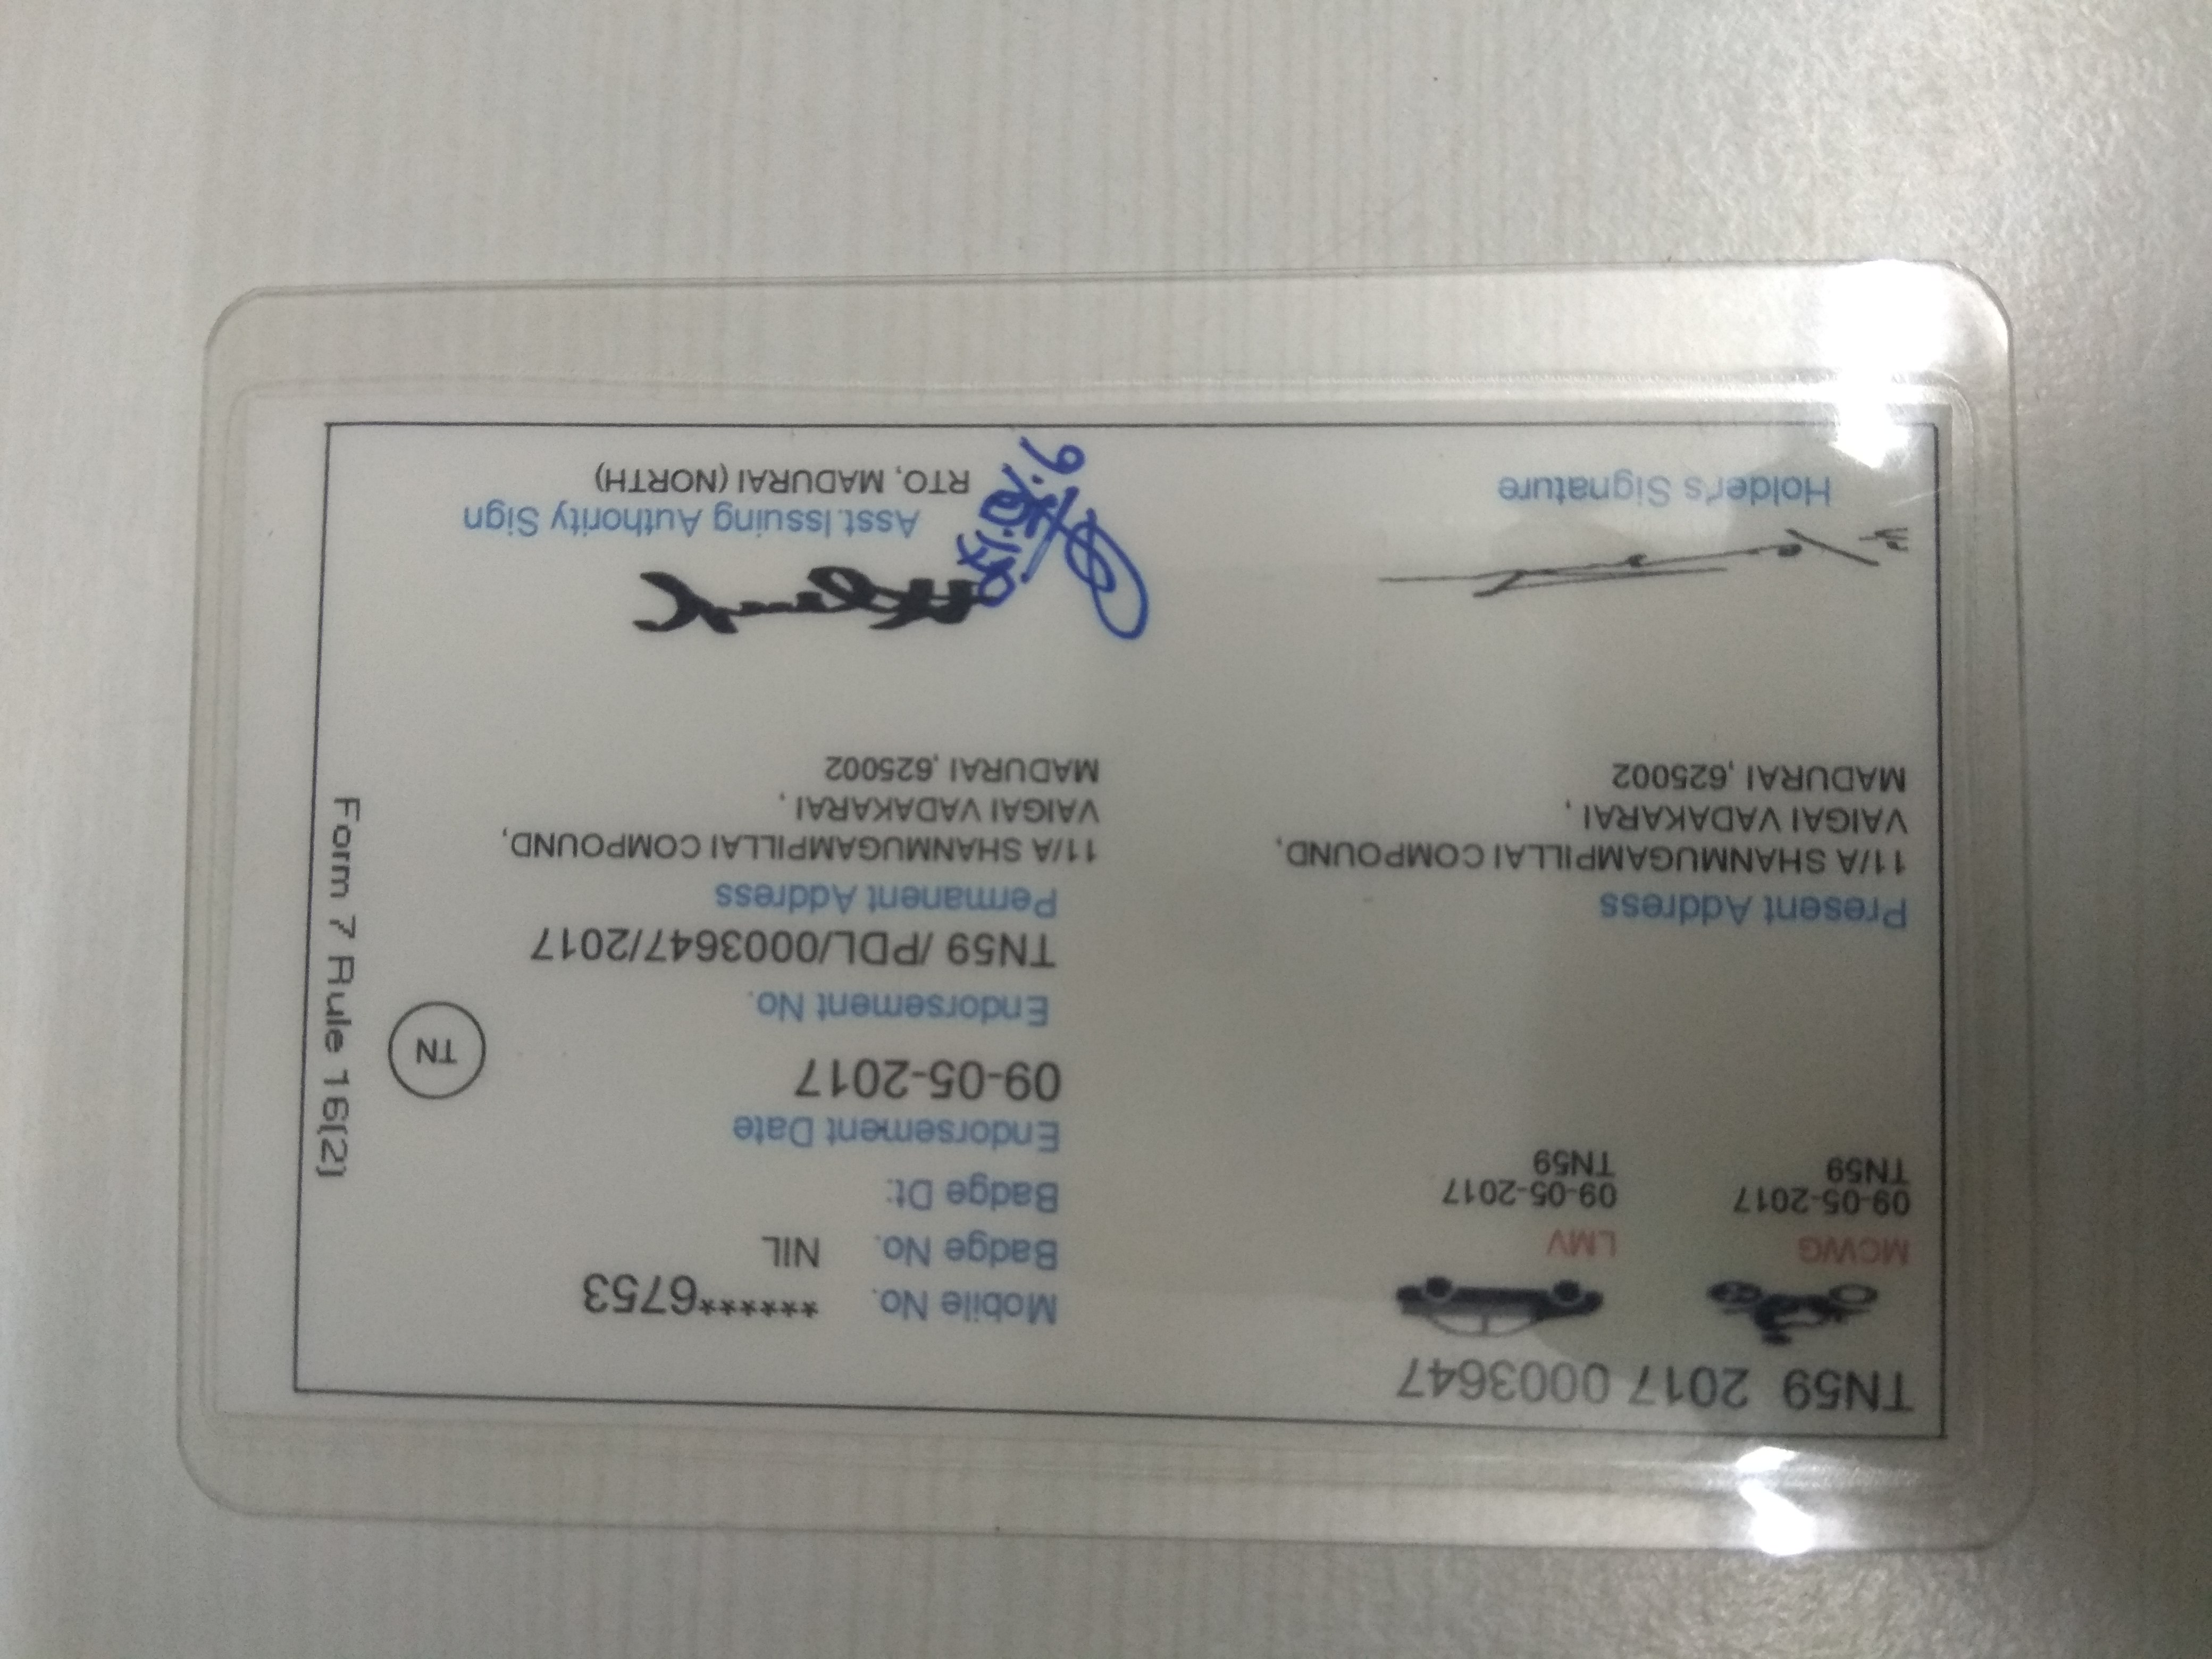 TN59 2017 0003647
MCWG
09-05-2017
TN59
LMV
09-05-2017
TN59
Present Address
11/A SHANMUGAMPILLAI COMPOUND,
VAIGAI VADAKARAI ,
MADURAI ,625002
Holder's Signature
Mobile No. ******6753
Badge No. NIL
Badge Dt:
Endorsement Date
09-05-2017
Endorsement No.
TN59 /PDL/0003647/2017
Permanent Address
11/A SHANMUGAMPILLAI COMPOUND,
VAIGAI VADAKARAI ,
MADURAI ,625002
Asst.Issuing Authority Sign
RTO, MADURAI (NORTH)
TN
Form 7 Rule 16(2)